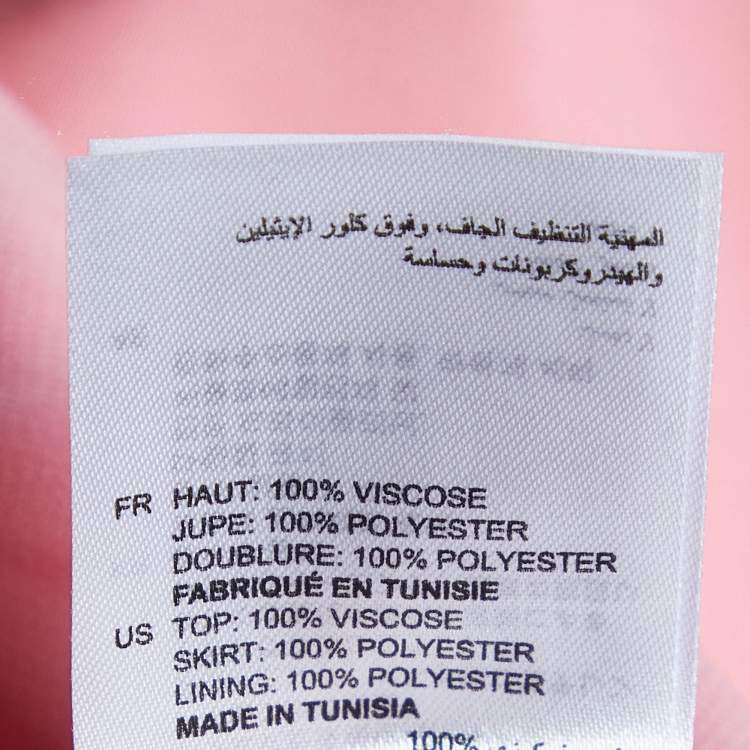 المهنية التنظيف الجاف، وفوق كلور الإيثيلين
والهيدروكربونات وحساسة
FR HAUT: 100% VISCOSE
JUPE: 100% POLYESTER
DOUBLURE: 100% POLYESTER
FABRIQUÉ EN TUNISIE
US TOP: 100% VISCOSE
SKIRT: 100% POLYESTER
LINING: 100% POLYESTER
MADE IN TUNISIA
100%